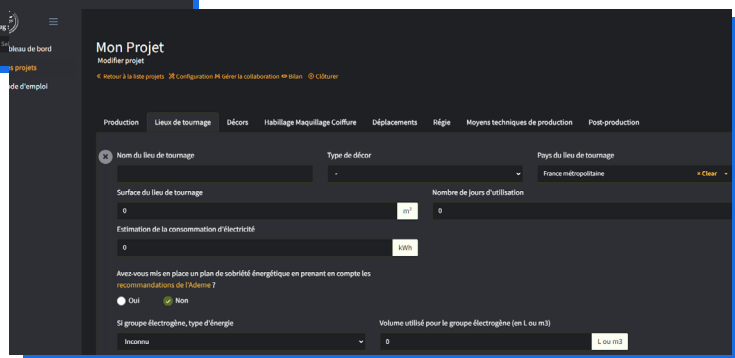 Mon Projet
Modifier projet
Tableau de bord
projets
Mode d'emploi
« Retour à la liste projets Configuration Gérer la collaboration Bilan Clôturer
Production Lieux de tournage Décors Habillage Maquillage Coiffure Déplacements Régie Moyens techniques de production Post-production
Nom du lieu de tournage Type de décor Pays du lieu de tournage
- France métropolitaine × Clear
Surface du lieu de tournage Nombre de jours d'utilisation
0 m² 0
Estimation de la consommation d'électricité
0 kWh
Avez-vous mis en place un plan de sobriété énergétique en prenant en compte les
recommandations de l'Ademe ?
Oui Non
Si groupe électrogène, type d'énergie Volume utilisé pour le groupe électrogène (en L ou m3)
Inconnu 0 L ou m3